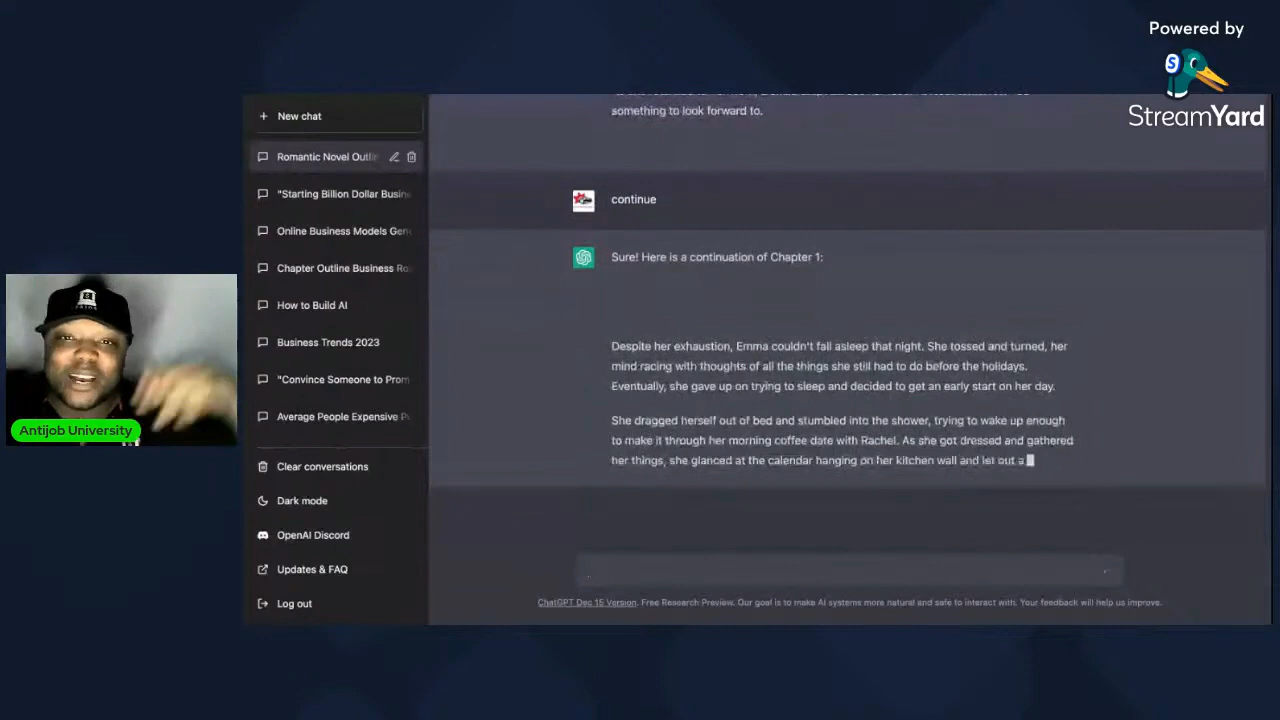 Powered by
StreamYard
New chat
something to look forward to.
Romantic Novel Outli
"Starting Billion Dollar Busin
continue
Online Business Models Gen
Sure! Here is a continuation of Chapter 1:
Chapter Outline Business Ro
How to Build AI
Business Trends 2023
"Convince Someone to Prom
Average People Expensive P
Despite her exhaustion, Emma couldn't fall asleep that night. She tossed and turned, her
mind racing with thoughts of all the things she still had to do before the holidays.
Eventually, she gave up on trying to sleep and decided to get an early start on her day.
She dragged herself out of bed and stumbled into the shower, trying to wake up enough
to make it through her morning coffee date with Rachel. As she got dressed and gathered
her things, she glanced at the calendar hanging on her kitchen wall and let out a
Antijob University
Clear conversations
Dark mode
OpenAI Discord
Updates & FAQ
Log out
ChatGPT Dec 15 Version. Free Research Preview. Our goal is to make AI systems more natural and safe to interact with. Your feedback will help us improve.